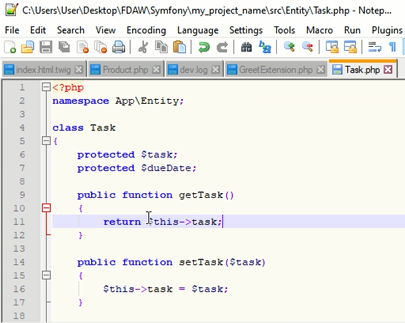 C:\Users\User\Desktop\FDAW\Symfony\my_project_name\src\Entity\Task.php - Notep...
File Edit Search View Encoding Language Settings Tools Macro Run Plugins
index.html.twig Product.php dev.log GreetExtension.php Task.php
1 <?php
2 namespace App\Entity;
3
4 class Task
5 {
6 protected $task;
7 protected $dueDate;
8
9 public function getTask()
10 {
11 return $this->task;
12 }
13
14 public function setTask($task)
15 {
16 $this->task = $task;
17 }
18